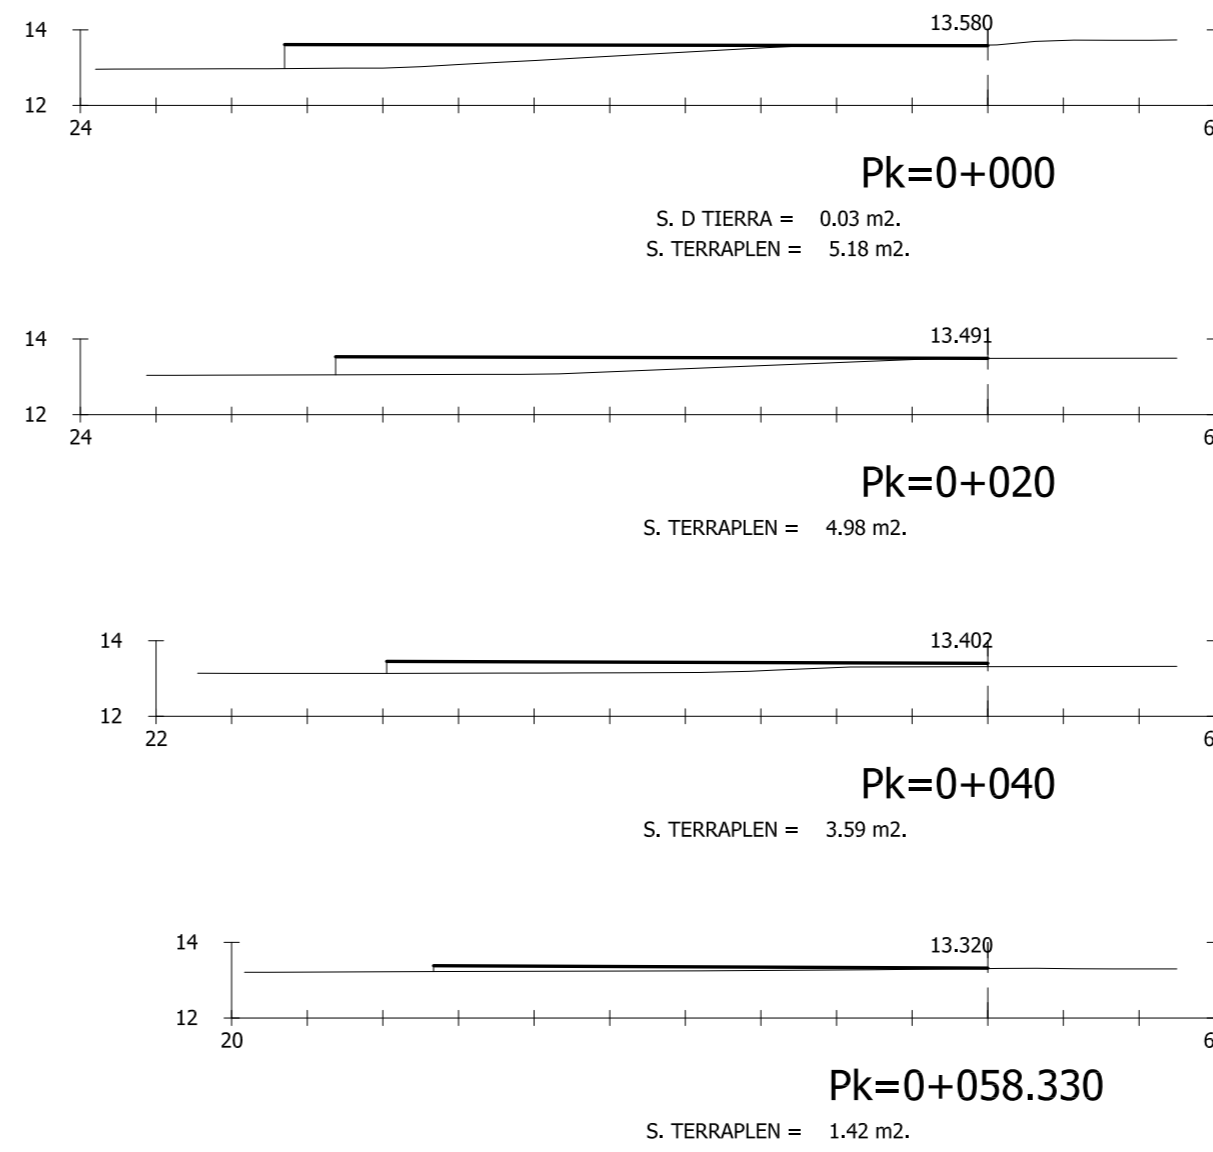 14
13.580
12
24
6
Pk=0+000
S. D TIERRA = 0.03 m2.
S. TERRAPLEN = 5.18 m2.
14
13.491
12
24
6
Pk=0+020
S. TERRAPLEN = 4.98 m2.
14
13.402
12
22
6
Pk=0+040
S. TERRAPLEN = 3.59 m2.
14
13.320
12
20
6
Pk=0+058.330
S. TERRAPLEN = 1.42 m2.